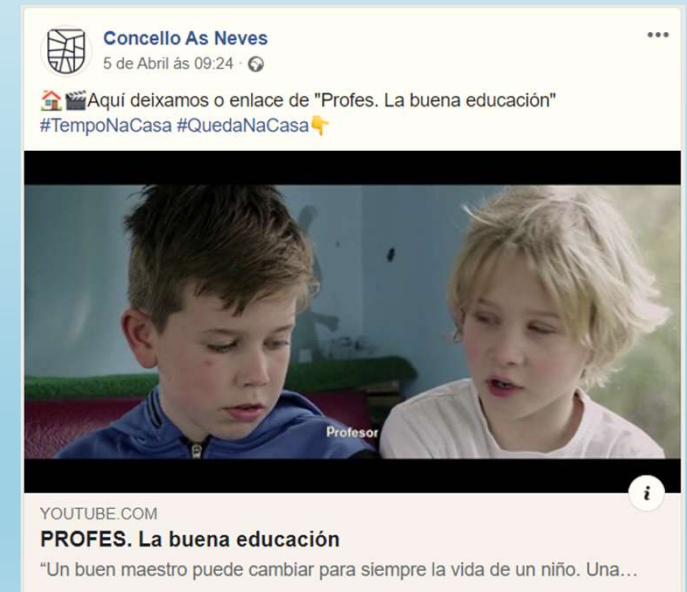 Concello As Neves
5 de Abril ás 09:24 ·
Aquí deixamos o enlace de "Profes. La buena educación"
#TempoNaCasa #QuedaNaCasa
Profesor
i
YOUTUBE.COM
PROFES. La buena educación
“Un buen maestro puede cambiar para siempre la vida de un niño. Una…